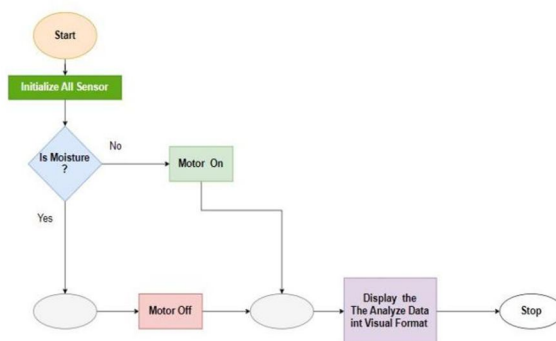 Start
Initialize All Sensor
Is Moisture
?
No
Motor On
Yes
Motor Off
Display the
The Analyze Data
int Visual Format
Stop